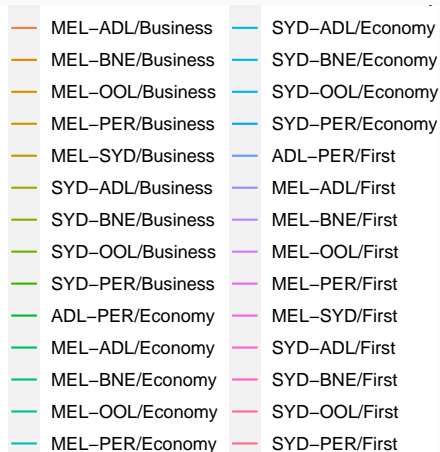 MEL−ADL/Business
MEL−BNE/Business
MEL−OOL/Business
MEL−PER/Business
MEL−SYD/Business
SYD−ADL/Business
SYD−BNE/Business
SYD−OOL/Business
SYD−PER/Business
ADL−PER/Economy
MEL−ADL/Economy
MEL−BNE/Economy
MEL−OOL/Economy
MEL−PER/Economy
SYD−ADL/Economy
SYD−BNE/Economy
SYD−OOL/Economy
SYD−PER/Economy
ADL−PER/First
MEL−ADL/First
MEL−BNE/First
MEL−OOL/First
MEL−PER/First
MEL−SYD/First
SYD−ADL/First
SYD−BNE/First
SYD−OOL/First
SYD−PER/First